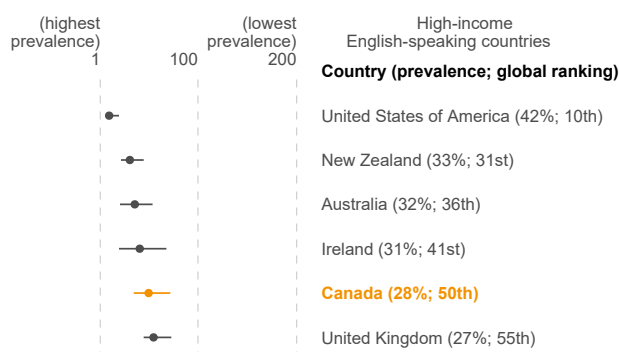 (highest prevalence)
(lowest prevalence)
1
100
200
High-income
English-speaking countries
Country (prevalence; global ranking)
United States of America (42%; 10th)
New Zealand (33%; 31st)
Australia (32%; 36th)
Ireland (31%; 41st)
Canada (28%; 50th)
United Kingdom (27%; 55th)